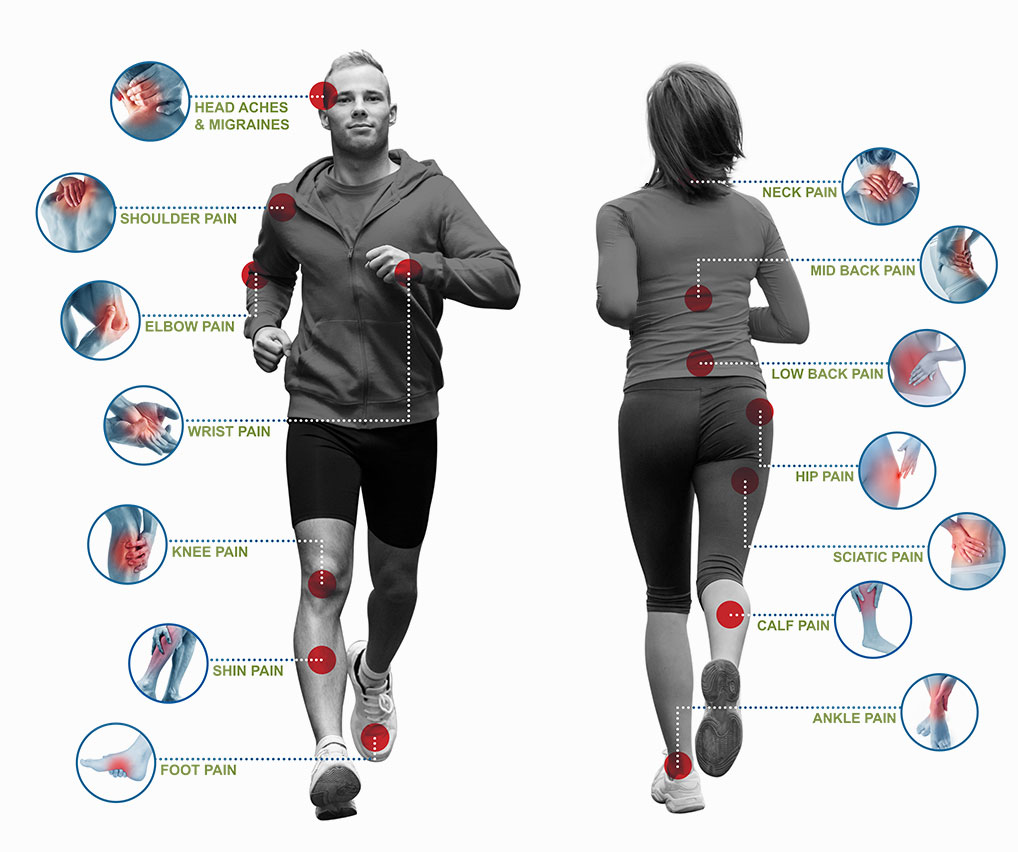 HEAD ACHES
& MIGRAINES
SHOULDER PAIN
ELBOW PAIN
WRIST PAIN
KNEE PAIN
SHIN PAIN
FOOT PAIN
NECK PAIN
MID BACK PAIN
LOW BACK PAIN
HIP PAIN
SCIATIC PAIN
CALF PAIN
ANKLE PAIN